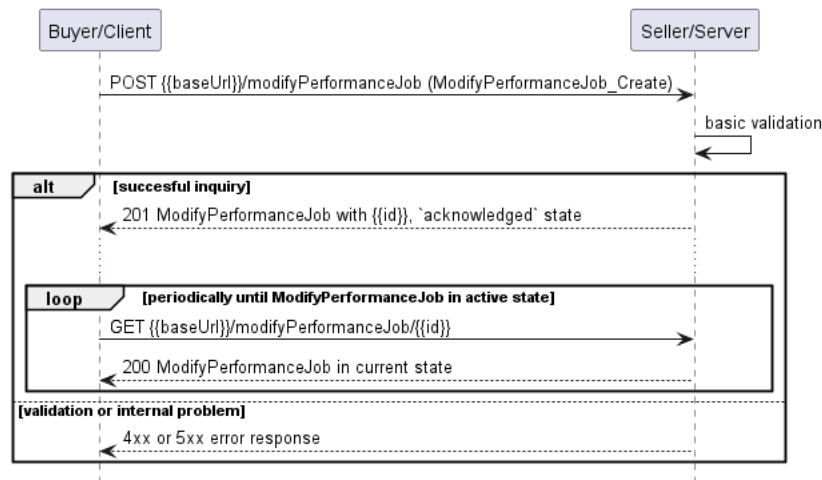 Buyer/Client
Seller/Server
POST {{baseUrl}}/modifyPerformanceJob (ModifyPerformanceJob_Create)
basic validation
alt
[succesful inquiry]
201 ModifyPerformanceJob with {{id}}, `acknowledged` state
loop
[periodically until ModifyPerformanceJob in active state]
GET {{baseUrl}}/modifyPerformanceJob/{{id}}
200 ModifyPerformanceJob in current state
[validation or internal problem]
4xx or 5xx error response